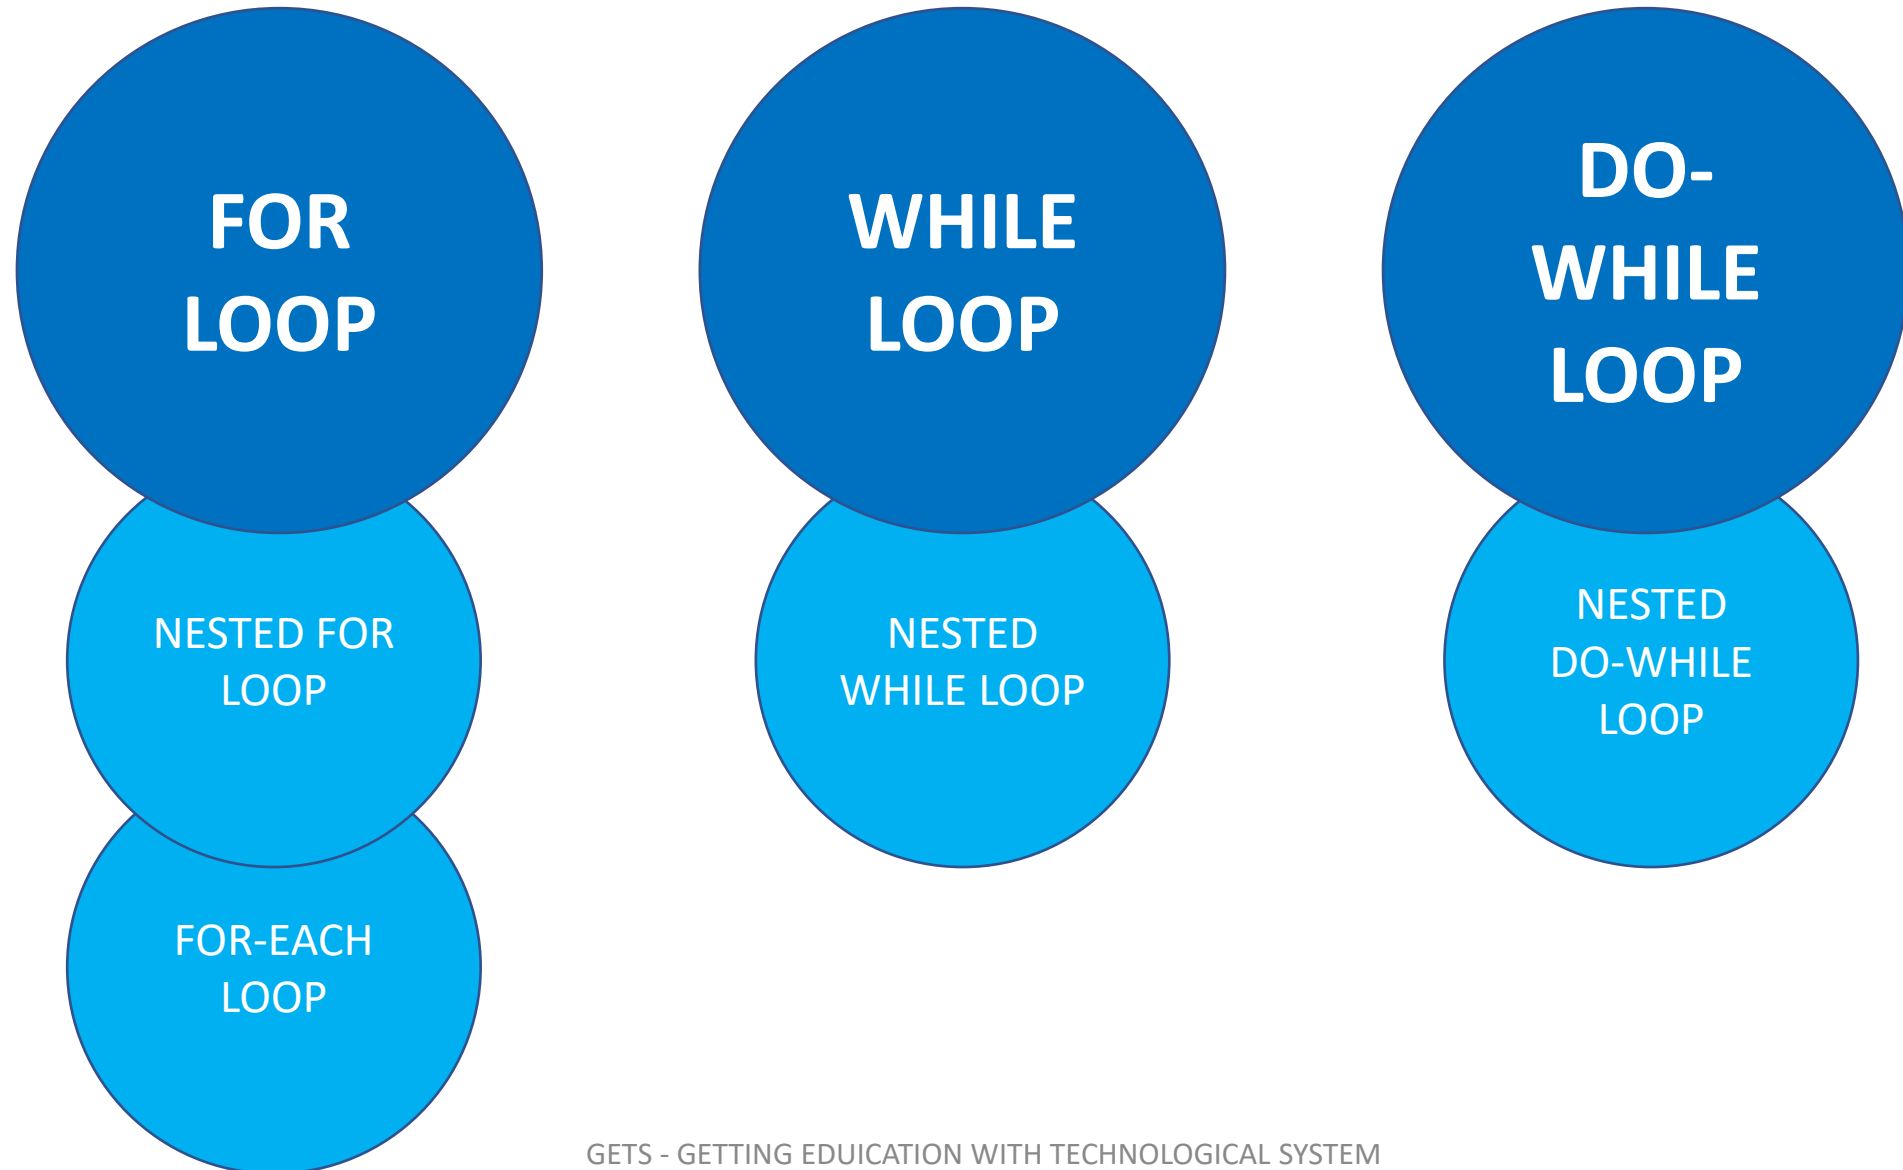 FOR
LOOP
NESTED FOR
LOOP
FOR-EACH
LOOP
WHILE
LOOP
NESTED
WHILE LOOP
DO-
WHILE
LOOP
NESTED
DO-WHILE
LOOP
GETS - GETTING EDUICATION WITH TECHNOLOGICAL SYSTEM